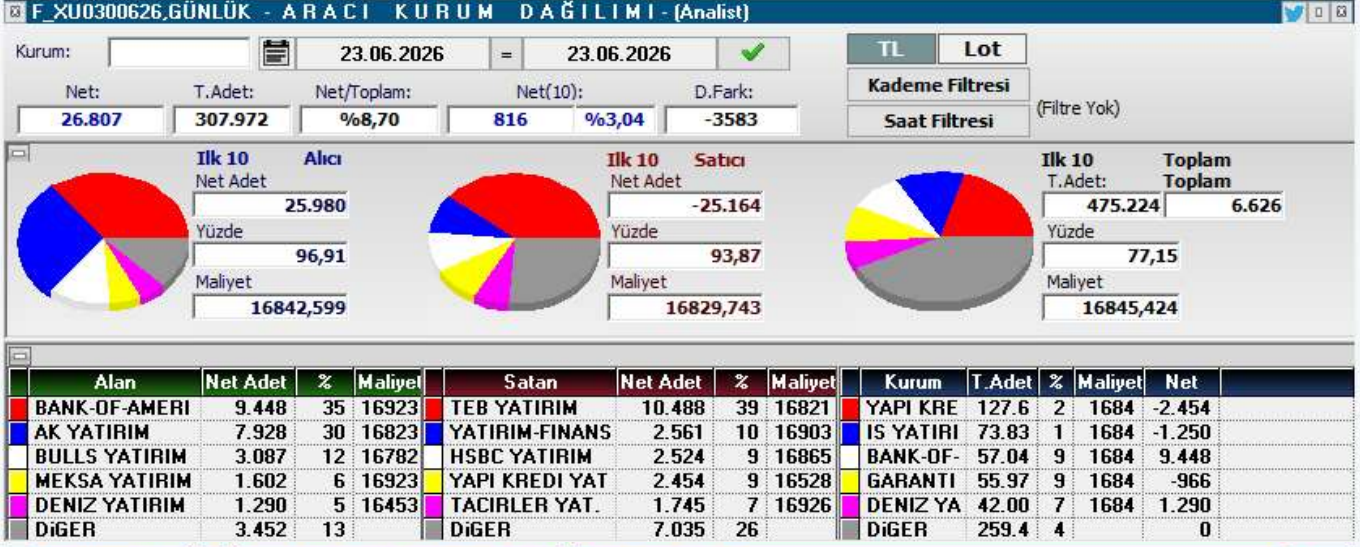 F_XU0300626,GÜNLÜK - A R A C I   K U R U M   D A Ğ I L I M I - (Analist)
Kurum: 23.06.2026 = 23.06.2026 TL Lot
Kademe Filtresi
Net: T.Adet: Net/Toplam: Net(10): D.Fark:
26.807 307.972 %8,70 816 %3,04 -3583
Saat Filtresi (Filtre Yok)
Ilk 10 Alıcı
Net Adet
25.980
Yüzde
96,91
Maliyet
16842,599
Ilk 10 Satıcı
Net Adet
-25.164
Yüzde
93,87
Maliyet
16829,743
Ilk 10 Toplam
T.Adet: Toplam
475.224 6.626
Yüzde
77,15
Maliyet
16845,424
Alan Net Adet % Maliyet Satan Net Adet % Maliyet Kurum T.Adet % Maliyet Net
BANK-OF-AMERI 9.448 35 16923 TEB YATIRIM 10.488 39 16821 YAPI KRE 127.6 2 1684 -2.454
AK YATIRIM 7.928 30 16823 YATIRIM-FINANS 2.561 10 16903 IS YATIRI 73.83 1 1684 -1.250
BULLS YATIRIM 3.087 12 16782 HSBC YATIRIM 2.524 9 16865 BANK-OF- 57.04 9 1684 9.448
MEKSA YATIRIM 1.602 6 16923 YAPI KREDI YAT 2.454 9 16528 GARANTI 55.97 9 1684 -966
DENIZ YATIRIM 1.290 5 16453 TACIRLER YAT. 1.745 7 16926 DENIZ YA 42.00 7 1684 1.290
DiGER 3.452 13 DiGER 7.035 26 DiGER 259.4 4 0